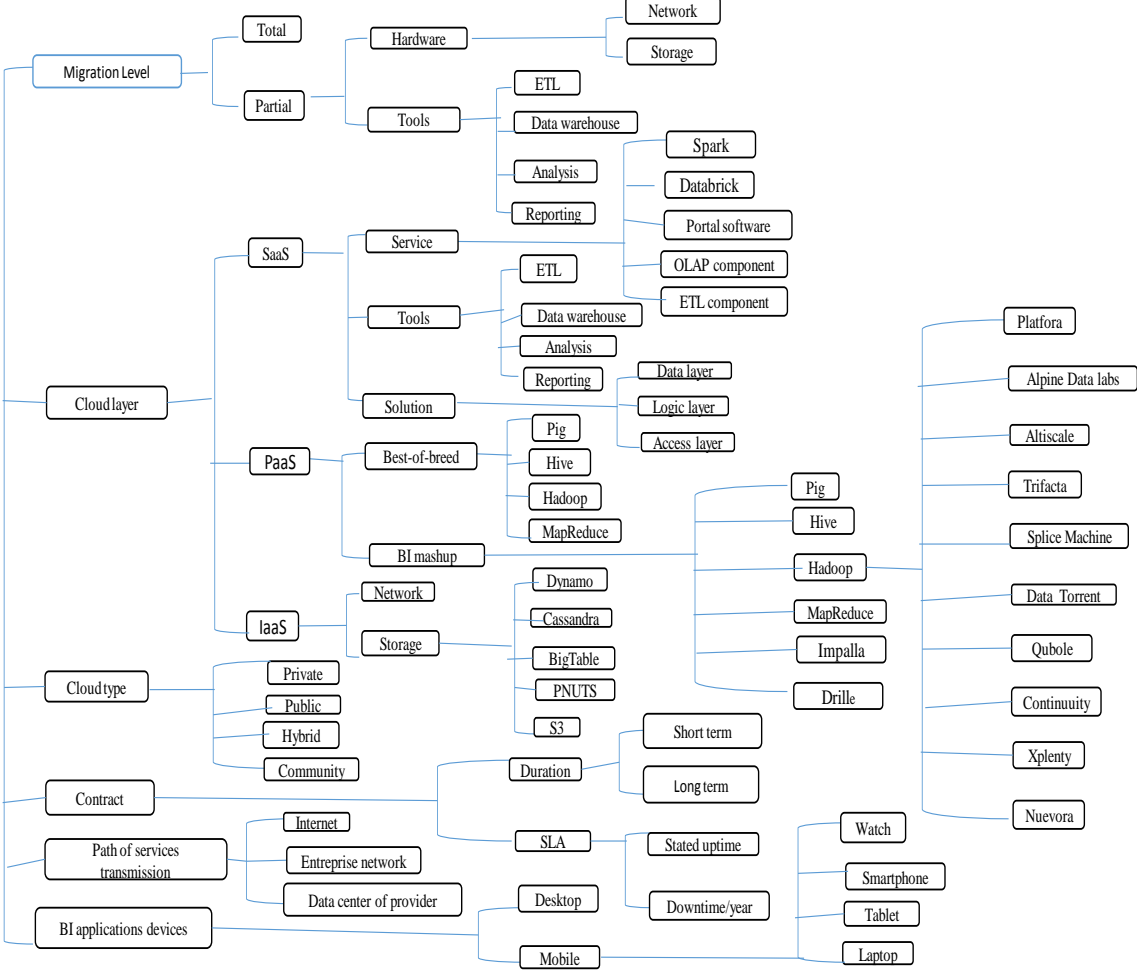 Migration Level
Total
Partial
Hardware
Network
Storage
Tools
ETL
Data warehouse
Analysis
Reporting
Cloud layer
SaaS
Service
Spark
Databrick
Portal software
OLAP component
ETL component
Tools
ETL
Data warehouse
Analysis
Reporting
Solution
Data layer
Logic layer
Access layer
PaaS
Best-of-breed
Pig
Hive
Hadoop
MapReduce
BI mashup
Pig
Hive
Hadoop
Platfora
Alpine Data labs
Altiscale
Trifacta
Splice Machine
Data Torrent
Qubole
Continuity
Xplenty
Nuevora
MapReduce
Impalla
Drille
IaaS
Network
Storage
Dynamo
Cassandra
BigTable
PNUTS
S3
Cloud type
Private
Public
Hybrid
Community
Contract
Duration
Short term
Long term
SLA
Stated uptime
Downtime/year
Path of services
transmission
Internet
Entreprise network
Data center of provider
BI applications devices
Desktop
Mobile
Watch
Smartphone
Tablet
Laptop